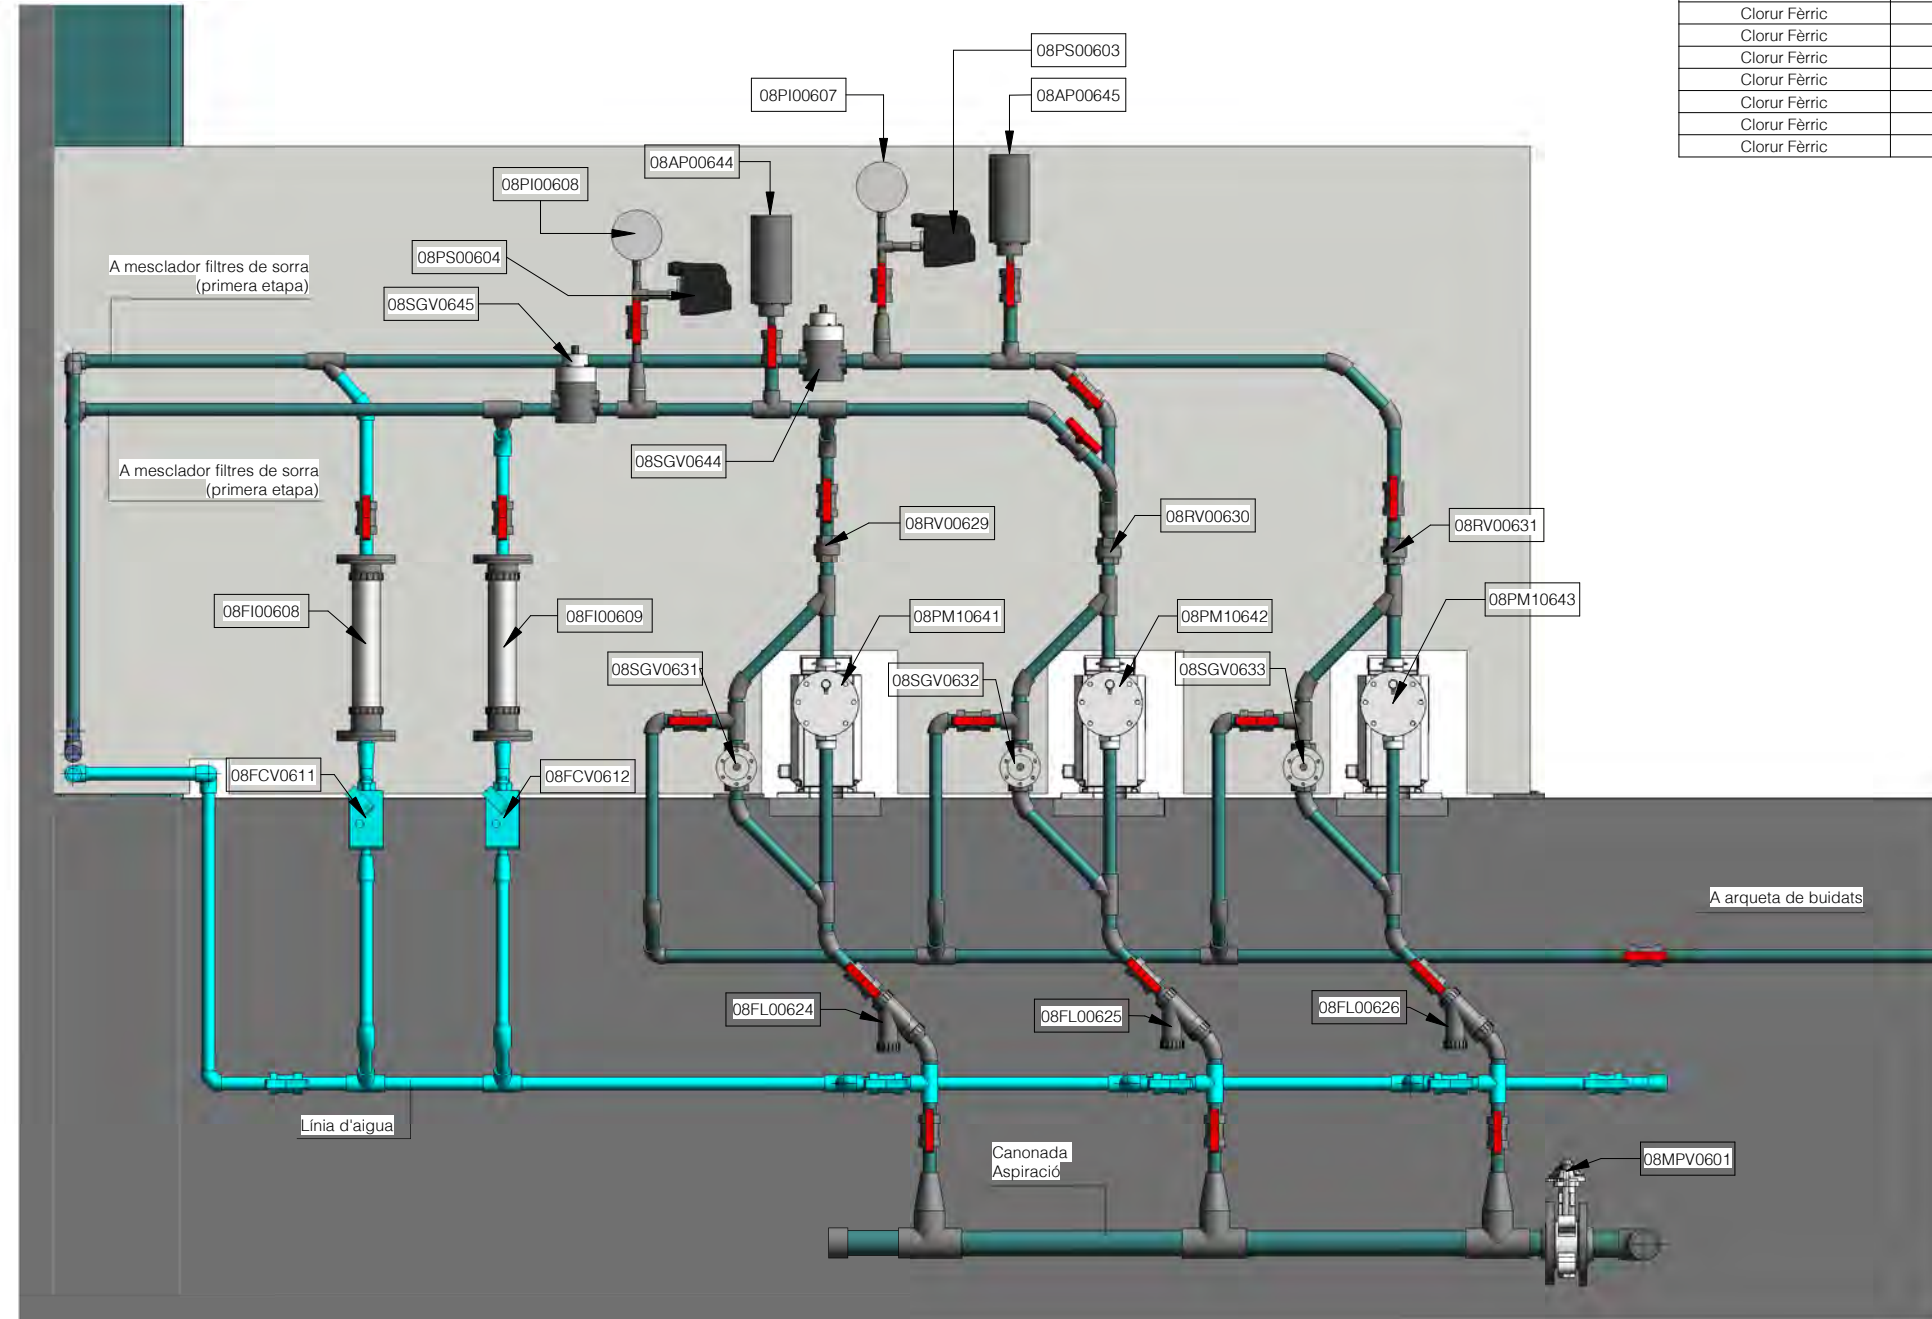 Clorur Fèrric
Clorur Fèrric
Clorur Fèrric
Clorur Fèrric
Clorur Fèrric
Clorur Fèrric
Clorur Fèrric
08PS00603
08PI00607
08AP00645
08AP00644
08PI00608
08PS00604
A mesclador filtres de sorra
(primera etapa)
08SGV0645
08SGV0644
A mesclador filtres de sorra
(primera etapa)
08RV00629
08RV00630
08RV00631
08FI00608
08FI00609
08PM10641
08PM10642
08PM10643
08SGV0631
08SGV0632
08SGV0633
08FCV0611
08FCV0612
A arqueta de buidats
08FL00624
08FL00625
08FL00626
Línia d'aigua
Canonada
Aspiració
08MPV0601